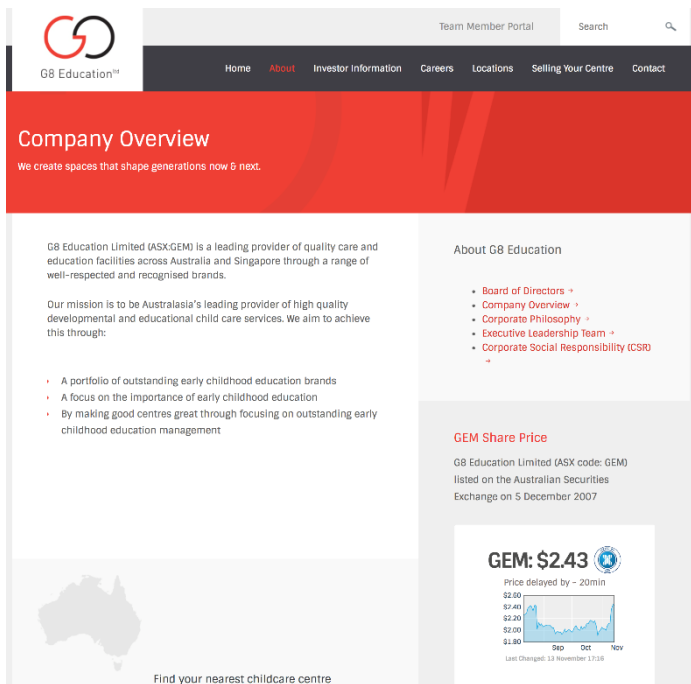 Team Member Portal
Search
G8 Education™
Home About Investor Information Careers Locations Selling Your Centre Contact
Company Overview
We create spaces that shape generations now & next.
G8 Education Limited (ASX:GEM) is a leading provider of quality care and
education facilities across Australia and Singapore through a range of
well-respected and recognised brands.
Our mission is to be Australasia's leading provider of high quality
developmental and educational child care services. We aim to achieve
this through:
A portfolio of outstanding early childhood education brands
A focus on the importance of early childhood education
By making good centres great through focusing on outstanding early
childhood education management
Find your nearest childcare centre
About G8 Education
Board of Directors
Company Overview
Corporate Philosophy
Executive Leadership Team
Corporate Social Responsibility (CSR)
GEM Share Price
G8 Education Limited (ASX code: GEM)
listed on the Australian Securities
Exchange on 5 December 2007
GEM: $2.43
Price delayed by ~ 20min
$2.60
$2.40
$2.20
$2.00
$1.80
Sep Oct Nov
Last Changed: 13 November 17:16